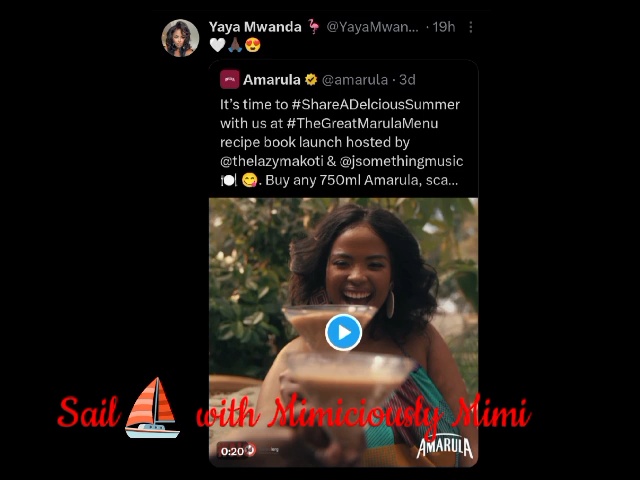 Yaya Mwanda 🦩 @YayaMwan... · 19h
🤍🙏🏿😍
Amarula @amarula · 3d
It's time to #ShareADelciousSummer
with us at #TheGreatMarulaMenu
recipe book launch hosted by
@thelazymakoti & @jsomethingmusic
🍽️ 😋. Buy any 750ml Amarula, sca...
Sail ⛵ with Mimiciously Mimi
AMARULA
0:20